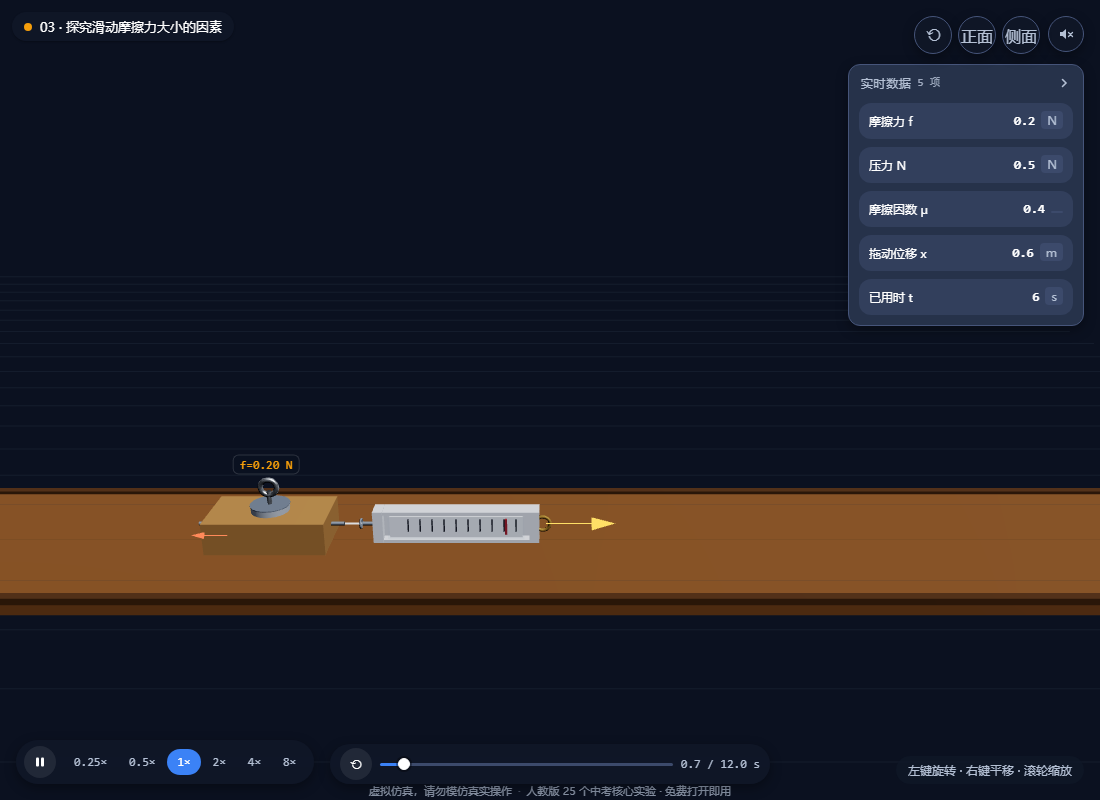 03 · 探究滑动摩擦力大小的因素
正面
侧面
实时数据 5 项
摩擦力 f 0.2 N
压力 N 0.5 N
摩擦因数 μ 0.4 —
拖动位移 x 0.6 m
已用时 t 6 s
f=0.20 N
0.25× 0.5× 1× 2× 4× 8×
0.7 / 12.0 s
左键旋转 · 右键平移 · 滚轮缩放
虚拟仿真，请勿模仿真实操作 · 人教版 25 个中考核心实验 · 免费打开即用